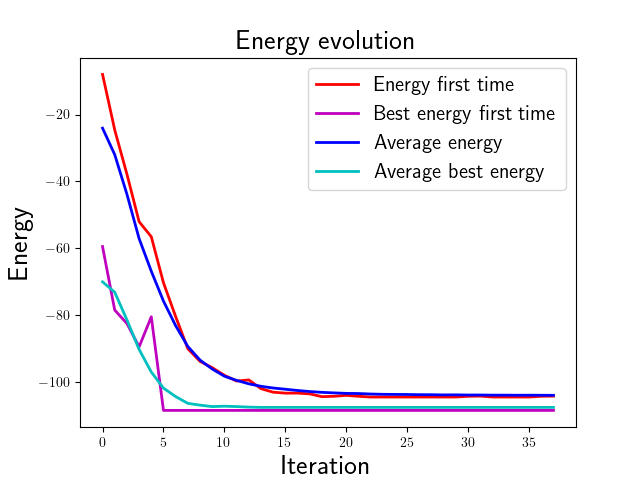 Energy evolution
Energy first time
Best energy first time
Average energy
Average best energy
Energy
−20
−40
−60
−80
−100
0 5 10 15 20 25 30 35
Iteration